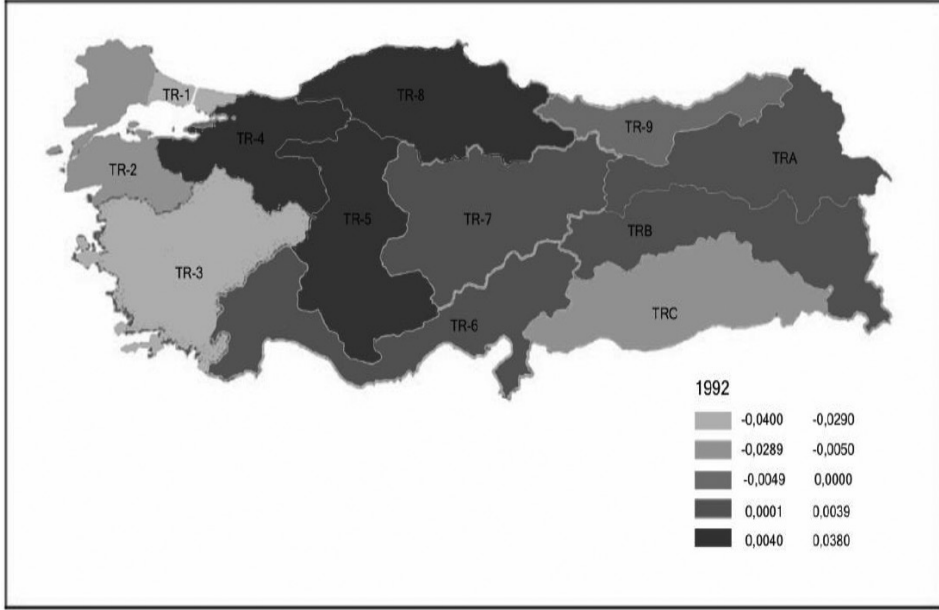 TR-1
TR-8
TR-4
TR-9
TRA
TR-2
TR-5
TR-7
TRB
TR-3
TRC
TR-6
1992
-0,0400 -0,0290
-0,0289 -0,0050
-0,0049 0,0000
0,0001 0,0039
0,0040 0,0380